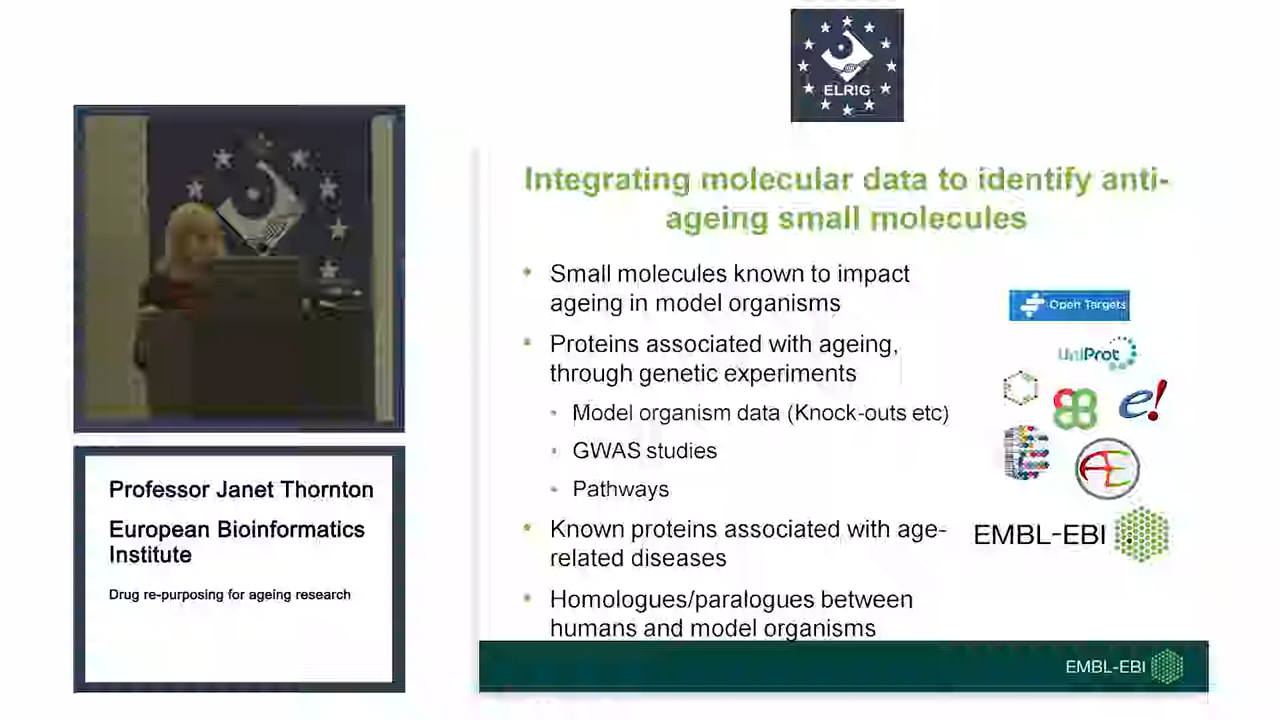 ELRIG
Professor Janet Thornton
European Bioinformatics
Institute
Drug re-purposing for ageing research
Integrating molecular data to identify anti-
ageing small molecules
• Small molecules known to impact
ageing in model organisms
• Proteins associated with ageing,
through genetic experiments
• Model organism data (Knock-outs etc)
• GWAS studies
• Pathways
• Known proteins associated with age-
related diseases
• Homologues/paralogues between
humans and model organisms
Open Targets
UniProt
e!
AE
EMBL-EBI
EMBL-EBI